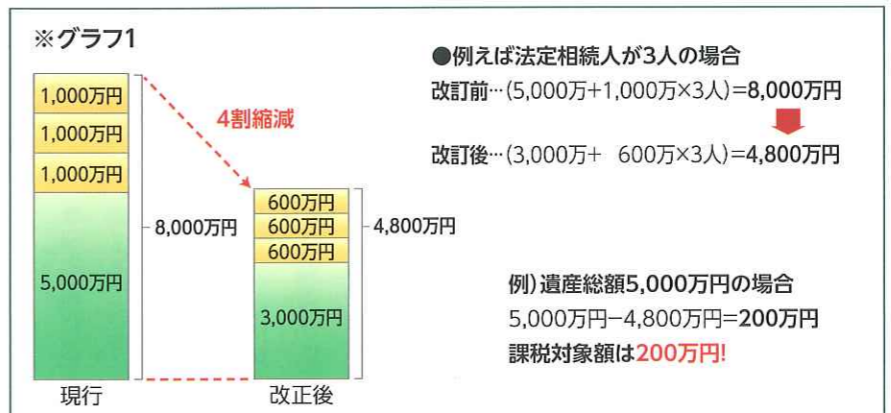 ※グラフ1
1,000万円
1,000万円
1,000万円
5,000万円
8,000万円
現行
4割縮減
600万円
600万円
600万円
3,000万円
4,800万円
改正後
●例えば法定相続人が3人の場合
改訂前…(5,000万+1,000万×3人)=8,000万円
改訂後…(3,000万+ 600万×3人)=4,800万円
例)遺産総額5,000万円の場合
5,000万円−4,800万円=200万円
課税対象額は200万円!